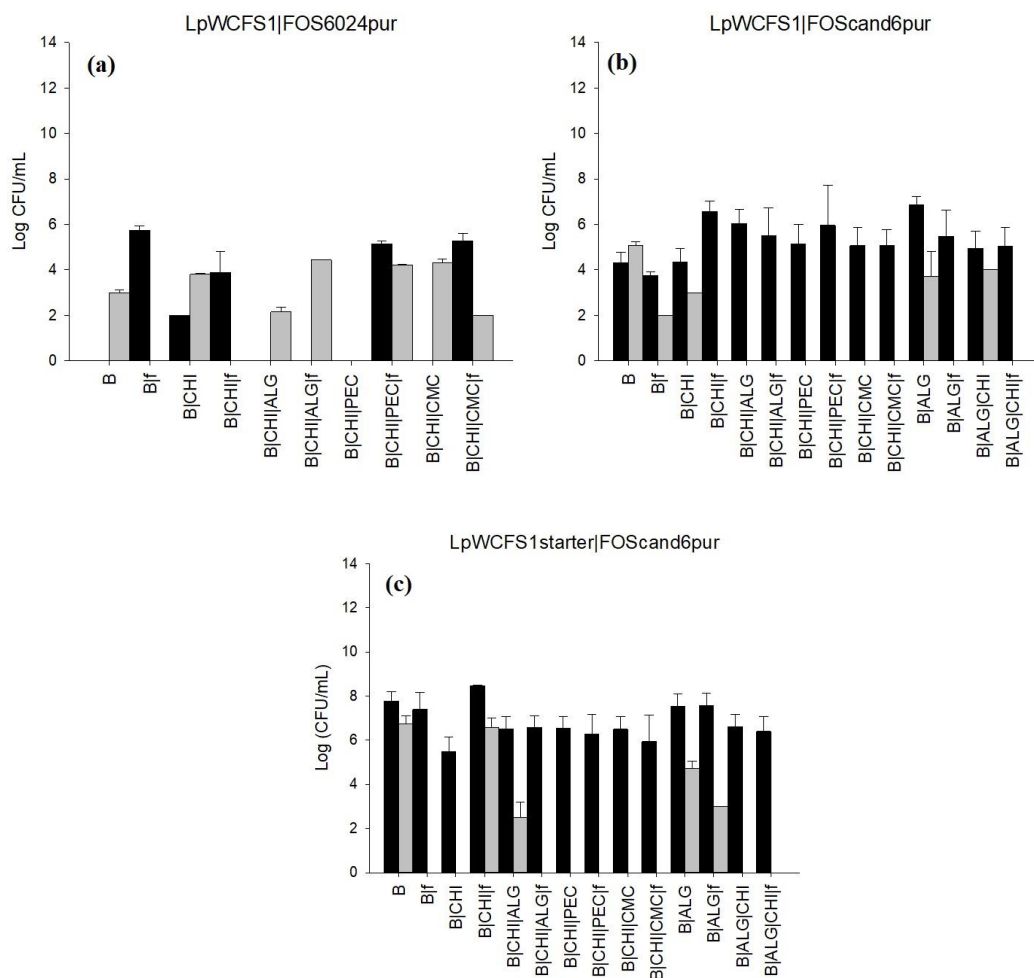 LpWCFS1|FOS6024pur
(a)
Log CFU/mL
14
12
10
8
6
4
2
0
B
B|f
B|CHI
B|CHI|f
B|CHI|ALG
B|CHI|ALG|f
B|CHI|PEC
B|CHI|PEC|f
B|CHI|CMC
B|CHI|CMC|f
LpWCFS1|FOScand6pur
(b)
Log CFU/mL
14
12
10
8
6
4
2
0
B
B|f
B|CHI
B|CHI|f
B|CHI|ALG
B|CHI|ALG|f
B|CHI|PEC
B|CHI|PEC|f
B|CHI|CMC
B|CHI|CMC|f
B|ALG
B|ALG|f
B|ALG|CHI
B|ALG|CHI|f
LpWCFS1starter|FOScand6pur
(c)
Log (CFU/mL)
14
12
10
8
6
4
2
0
B
B|f
B|CHI
B|CHI|f
B|CHI|ALG
B|CHI|ALG|f
B|CHI|PEC
B|CHI|PEC|f
B|CHI|CMC
B|CHI|CMC|f
B|ALG
B|ALG|f
B|ALG|CHI
B|ALG|CHI|f